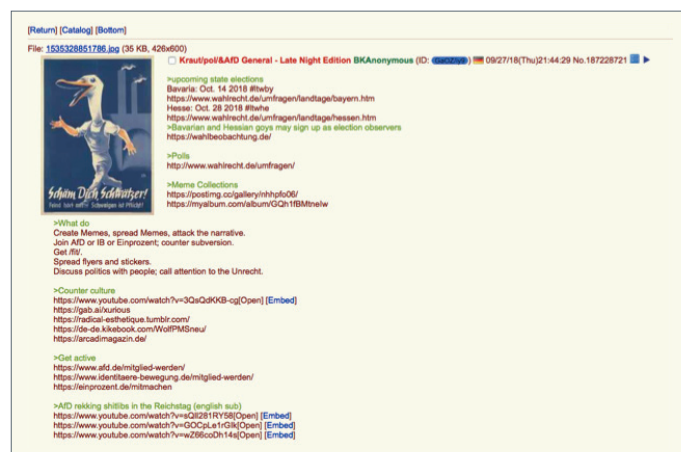 [Return] [Catalog] [Bottom]
File: 1535328851786.jpg (35 KB, 426x600)
Kraut/pol/&AfD General - Late Night Edition BKAnonymous (ID: ) 09/27/18(Thu)21:44:29 No.187228721
>upcoming state elections
Bavaria: Oct. 14 2018 #ltwby
https://www.wahlrecht.de/umfragen/landtage/bayern.htm
Hesse: Oct. 28 2018 #ltwhe
https://www.wahlrecht.de/umfragen/landtage/hessen.htm
>Bavarian and Hessian goys may sign up as election observers
https://wahlbeobachtung.de/
>Polls
http://www.wahlrecht.de/umfragen/
>Meme Collections
https://postimg.cc/gallery/nhhpfo06/
https://myalbum.com/album/GQh1fBMtnelw
Schäm Dich Schwätzer!
Feind hört mit! Schweigen ist Pflicht!
>What do
Create Memes, spread Memes, attack the narrative.
Join AfD or IB or Einprozent; counter subversion.
Get /fit/.
Spread flyers and stickers.
Discuss politics with people; call attention to the Unrecht.
>Counter culture
https://www.youtube.com/watch?v=3QsQdKKB-cg[Open] [Embed]
https://gab.ai/xurious
https://radical-esthetique.tumblr.com/
https://de-de.kikebook.com/WolfPMSneu/
https://arcadimagazin.de/
>Get active
https://www.afd.de/mitglied-werden/
https://www.identitaere-bewegung.de/mitglied-werden/
https://einprozent.de/mitmachen
>AfD rekking shitlibs in the Reichstag (english sub)
https://www.youtube.com/watch?v=sQll281RY58[Open] [Embed]
https://www.youtube.com/watch?v=GOCpLe1rGlk[Open] [Embed]
https://www.youtube.com/watch?v=wZ66coDh14s[Open] [Embed]